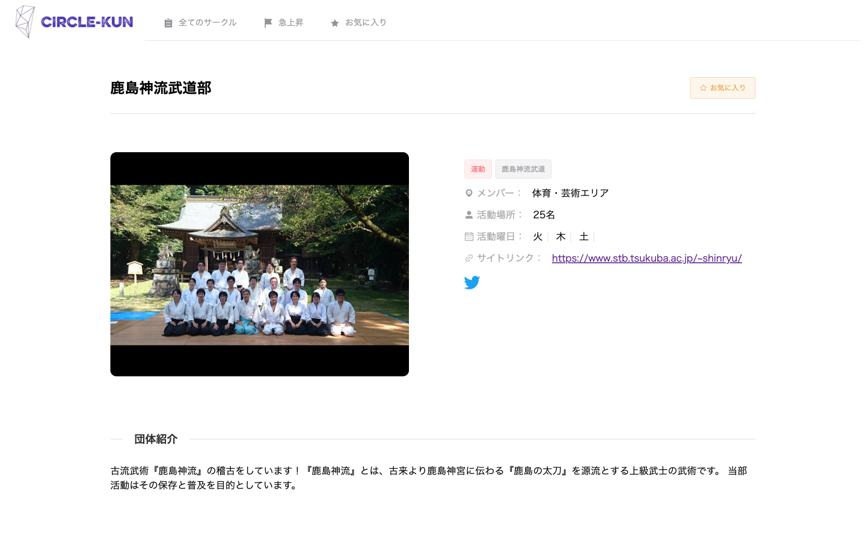 CIRCLE-KUN
全てのサークル
急上昇
お気に入り
鹿島神流武道部
お気に入り
運動 鹿島神流武道
メンバー： 体育・芸術エリア
活動場所： 25名
活動曜日： 火 木 土
サイトリンク： https://www.stb.tsukuba.ac.jp/~shinryu/
団体紹介
古流武術『鹿島神流』の稽古をしています！『鹿島神流』とは、古来より鹿島神宮に伝わる『鹿島の太刀』を源流とする上級武士の武術です。 当部
活動はその保存と普及を目的としています。